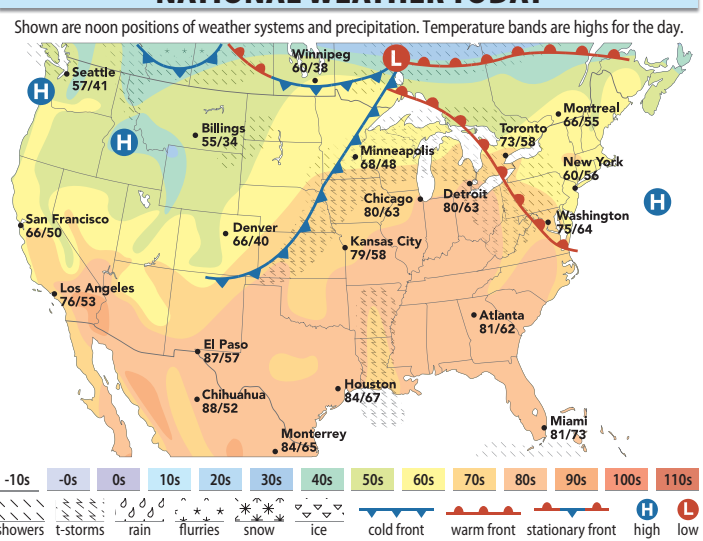 NATIONAL WEATHER TODAY
Shown are noon positions of weather systems and precipitation. Temperature bands are highs for the day.
Winnipeg
60/38
L
Seattle
57/41
H
Montreal
66/55
Billings
55/34
Toronto
73/58
H
Minneapolis
68/48
New York
60/56
Chicago
80/63
Detroit
80/63
H
San Francisco
66/50
Washington
75/64
Denver
66/40
Kansas City
79/58
Los Angeles
76/53
Atlanta
81/62
El Paso
87/57
Houston
84/67
Chihuahua
88/52
Miami
81/73
Monterrey
84/65
-10s -0s 0s 10s 20s 30s 40s 50s 60s 70s 80s 90s 100s 110s
H L
showers t-storms rain flurries snow ice cold front warm front stationary front high low